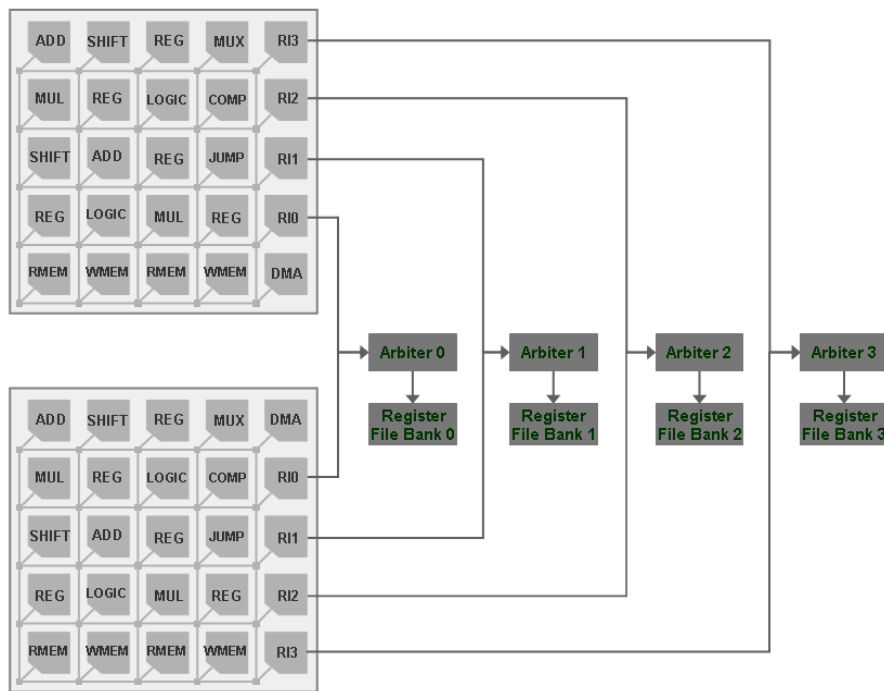 ADD SHIFT REG MUX RI3
MUL REG LOGIC COMP RI2
SHIFT ADD REG JUMP RI1
REG LOGIC MUL REG RI0
RMEM WMEM RMEM WMEM DMA
Arbiter 0 Arbiter 1 Arbiter 2 Arbiter 3
Register Register Register Register
File Bank 0 File Bank 1 File Bank 2 File Bank 3
ADD SHIFT REG MUX DMA
MUL REG LOGIC COMP RI0
SHIFT ADD REG JUMP RI1
REG LOGIC MUL REG RI2
RMEM WMEM RMEM WMEM RI3